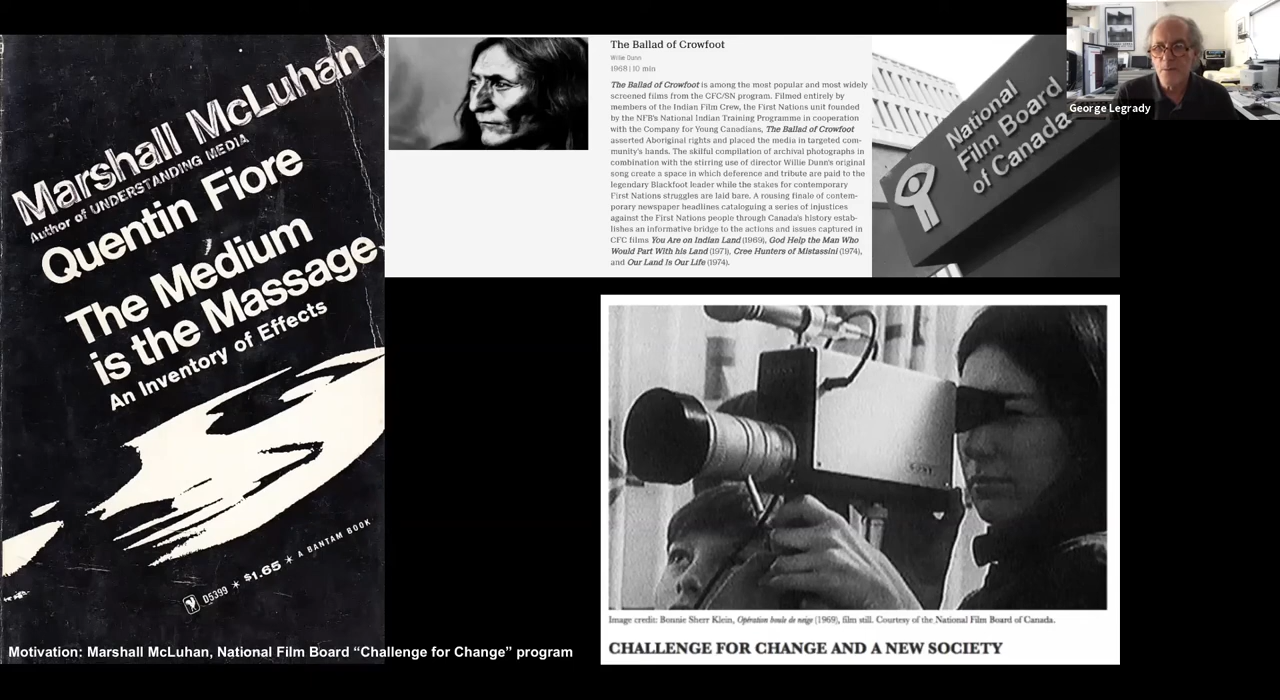 Marshall McLuhan
Author of UNDERSTANDING MEDIA
Quentin Fiore
The Medium
is the Massage
An Inventory of Effects
D5399 * $1.65 * A BANTAM BOOK
The Ballad of Crowfoot
Willie Dunn
1968 | 10 min
The Ballad of Crowfoot is among the most popular and most widely
screened films from the CFC/SN program. Filmed entirely by
members of the Indian Film Crew, the First Nations unit founded
by the NFB's National Indian Training Programme in cooperation
with the Company for Young Canadians, The Ballad of Crowfoot
asserted Aboriginal rights and placed the media in targeted com-
munity's hands. The skilful compilation of archival photographs in
combination with the stirring use of director Willie Dunn's original
song create a space in which deference and tribute are paid to the
legendary Blackfoot leader while the stakes for contemporary
First Nations struggles are laid bare. A rousing finale of contem-
porary newspaper headlines cataloguing a series of injustices
against the First Nations people through Canada's history estab-
lishes an informative bridge to the actions and issues captured in
CFC films You Are on Indian Land (1969), God Help the Man Who
Would Part With his Land (1971), Cree Hunters of Mistassini (1974),
and Our Land Is Our Life (1974).
National
Film Board
of Canada
George Legrady
Image credit: Bonnie Sherr Klein, Opération boule de neige (1969), film still. Courtesy of the National Film Board of Canada.
CHALLENGE FOR CHANGE AND A NEW SOCIETY
Motivation: Marshall McLuhan, National Film Board “Challenge for Change” program